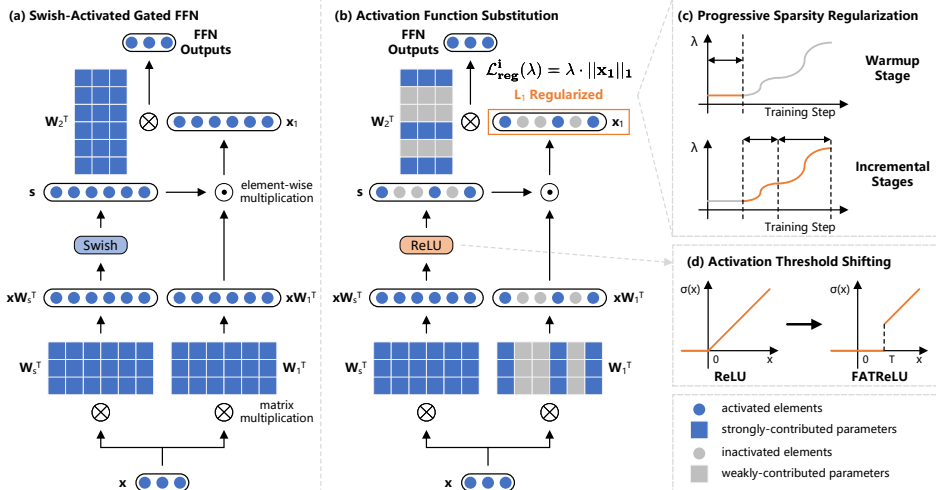 (a) Swish-Activated Gated FFN
FFN
Outputs
W₂ᵀ
x₁
s
element-wise
multiplication
Swish
xWₛᵀ
xW₁ᵀ
Wₛᵀ
W₁ᵀ
matrix
multiplication
x
(b) Activation Function Substitution
FFN
Outputs
𝓛ⁱ_reg(λ) = λ · ||x₁||₁
L₁ Regularized
W₂ᵀ
x₁
s
ReLU
xWₛᵀ
xW₁ᵀ
Wₛᵀ
W₁ᵀ
x
(c) Progressive Sparsity Regularization
λ
Warmup
Stage
Training Step
λ
Incremental
Stages
Training Step
(d) Activation Threshold Shifting
σ(x)
0
x
ReLU
σ(x)
0
T
x
FATReLU
activated elements
strongly-contributed parameters
inactivated elements
weakly-contributed parameters